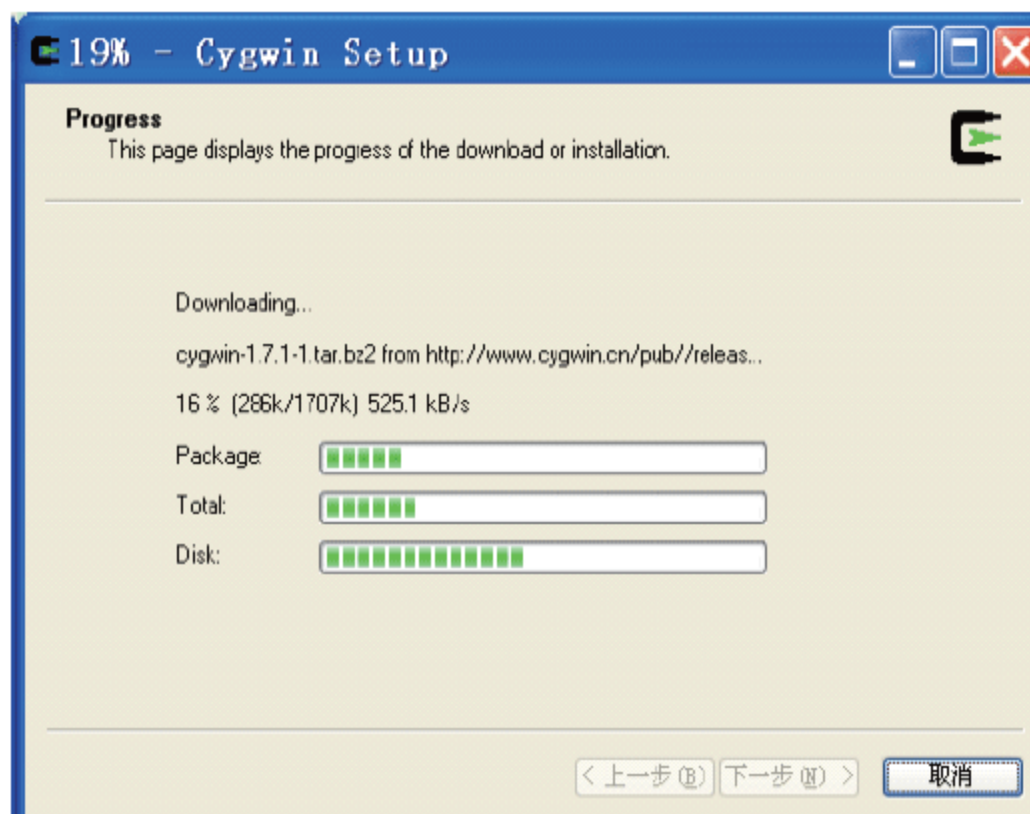 19% - Cygwin Setup
Progress
This page displays the progress of the download or installation.
Downloading...
cygwin-1.7.1-1.tar.bz2 from http://www.cygwin.cn/pub//releas...
16 % (286k/1707k) 525.1 kB/s
Package:
Total:
Disk:
< 上一步(B) 下一步(N) > 取消